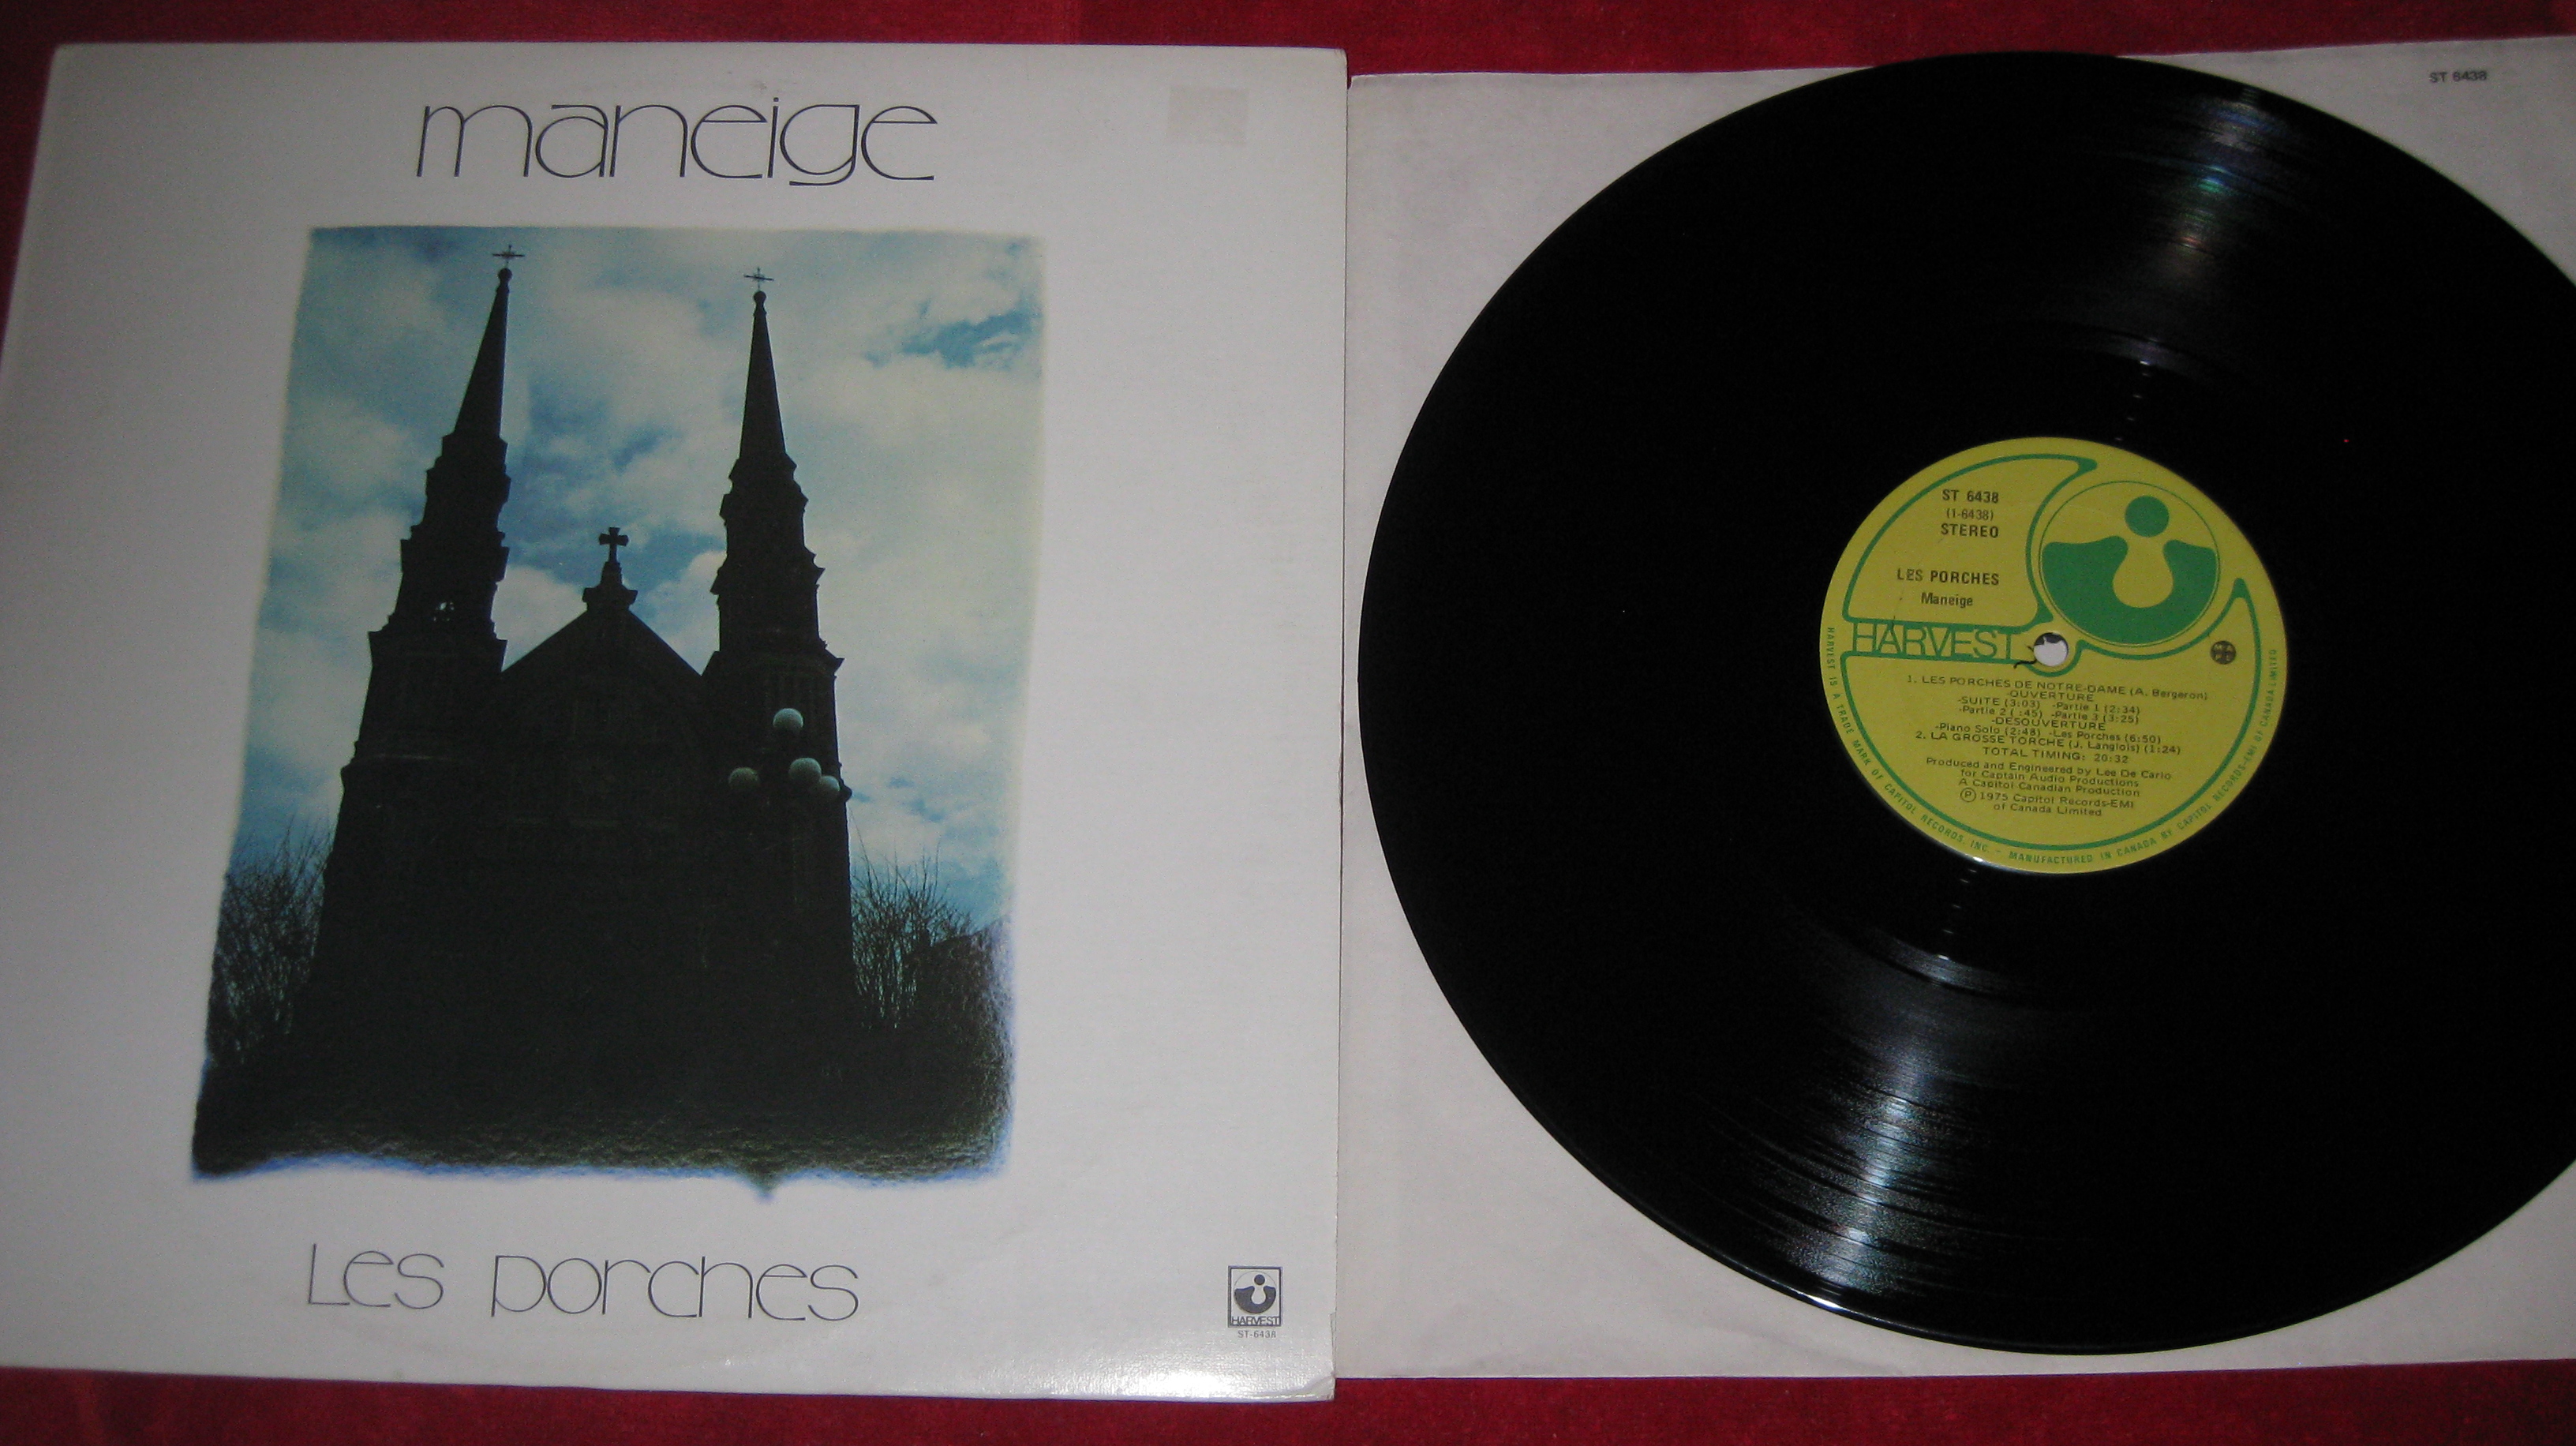 maneige
Les porches
HARVEST
ST-6438
ST 6438
ST 6438
(1-6438)
STEREO
LES PORCHES
Maneige
HARVEST
1. LES PORCHES DE NOTRE-DAME (A. Bergeron)
-OUVERTURE
-SUITE (3:03) -Partie 1 (2:34)
-Partie 2 ( :45) -Partie 3 (3:25)
-DESOUVERTURE
-Piano Solo (2:48) -Les Porches (6:50)
2. LA GROSSE TORCHE (J. Langlois) (1:24)
TOTAL TIMING: 20:32
Produced and Engineered by Lee De Carlo
for Captain Audio Productions
A Capitol Canadian Production
Ⓟ 1975 Capitol Records-EMI
of Canada Limited
HARVEST IS A TRADE MARK OF CAPITOL RECORDS, INC. - MANUFACTURED IN CANADA BY CAPITOL RECORDS-EMI OF CANADA LIMITED